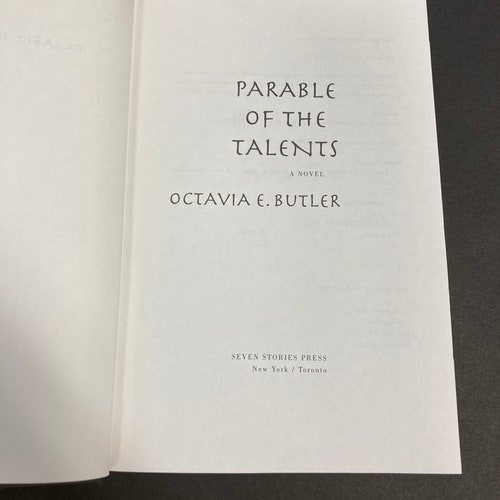 PARABLE
OF THE
TALENTS
A NOVEL
OCTAVIA E. BUTLER
SEVEN STORIES PRESS
New York / Toronto